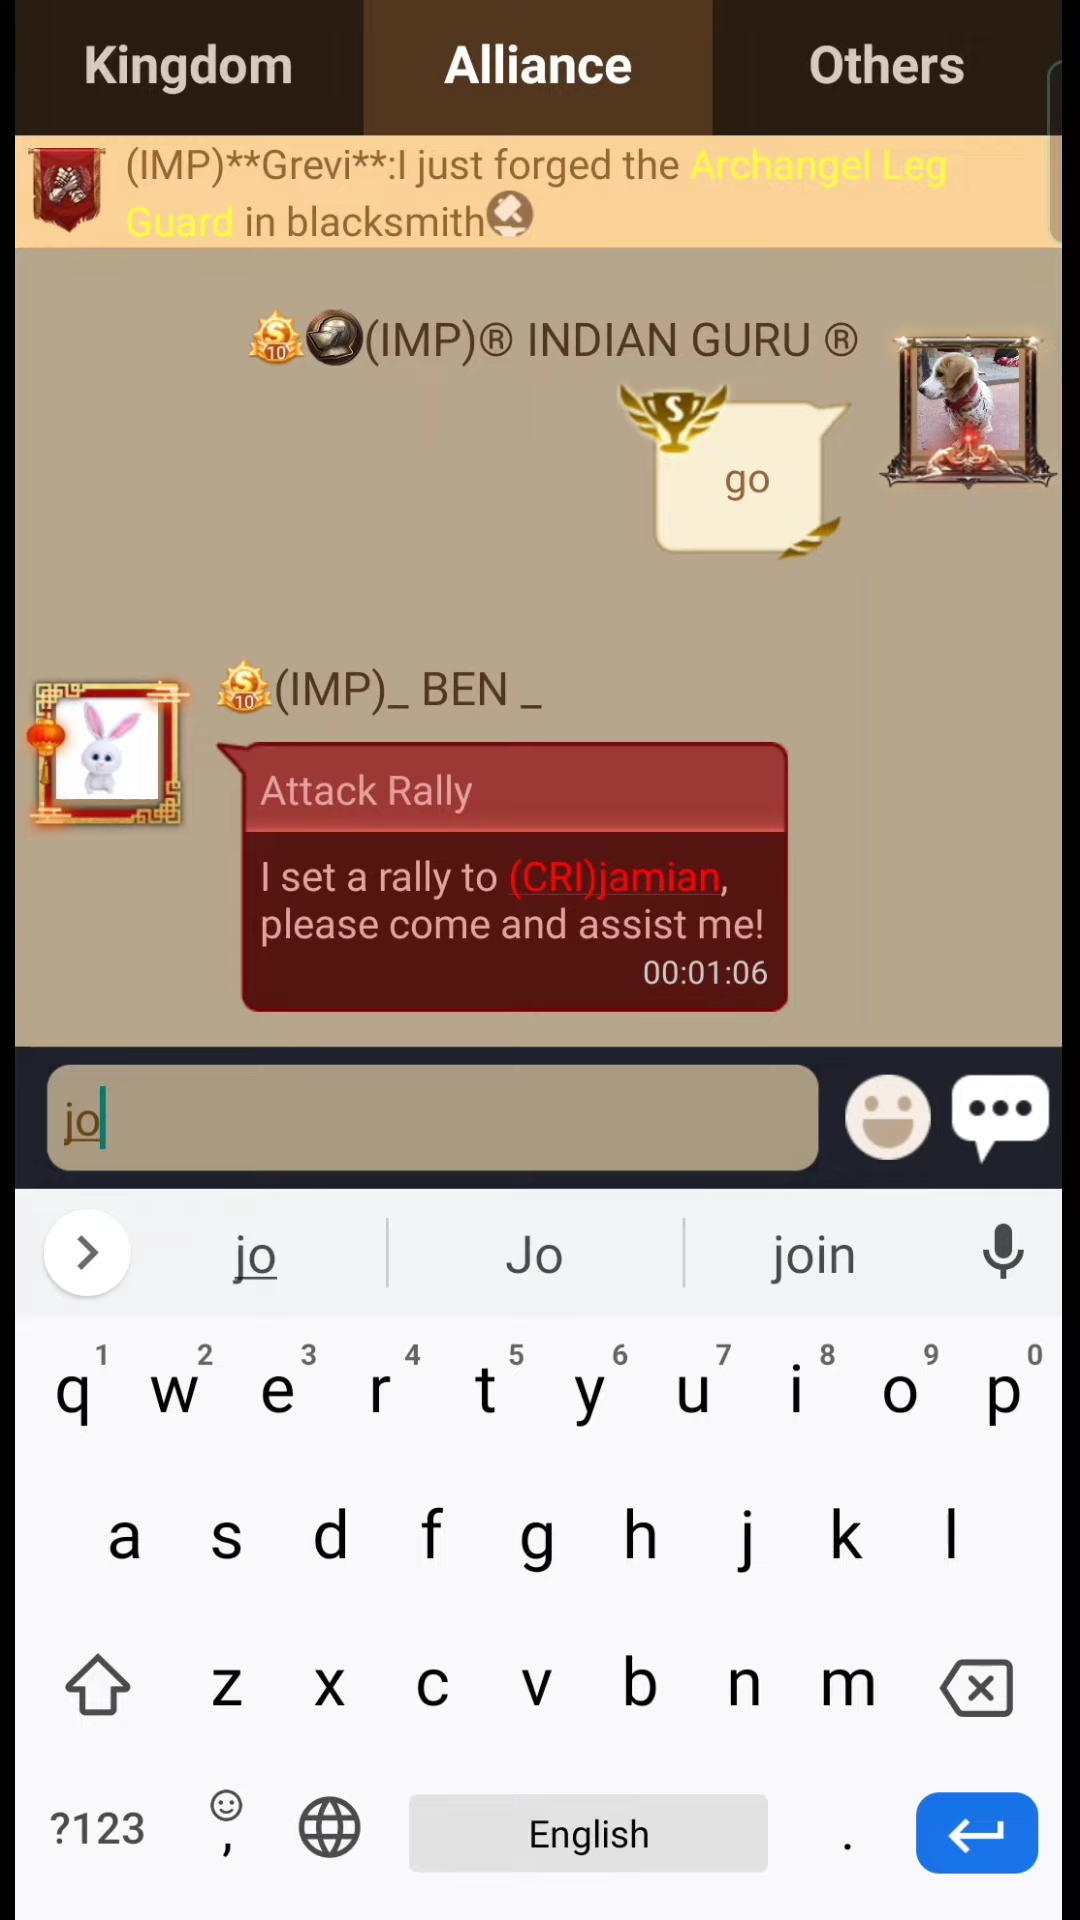 Kingdom Alliance Others
(IMP)**Grevi**:I just forged the Archangel Leg
Guard in blacksmith
S 10 (IMP)® INDIAN GURU ®
S
go
S 10 (IMP)_ BEN _
Attack Rally
I set a rally to (CRI)jamian,
please come and assist me!
00:01:06
jo
jo Jo join
1 2 3 4 5 6 7 8 9 0
q w e r t y u i o p
a s d f g h j k l
z x c v b n m
?123 , English .